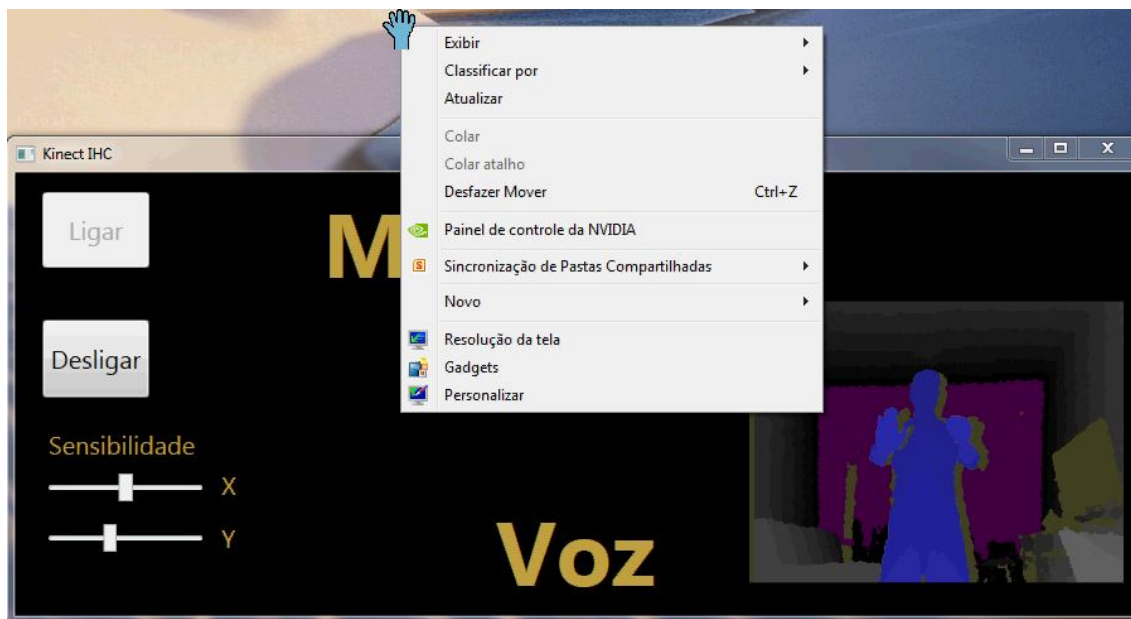 Exibir
Classificar por
Atualizar
Colar
Colar atalho
Desfazer Mover Ctrl+Z
Painel de controle da NVIDIA
Sincronização de Pastas Compartilhadas
Novo
Resolução da tela
Gadgets
Personalizar
Kinect IHC
Ligar
M
Desligar
Sensibilidade
X
Y
Voz